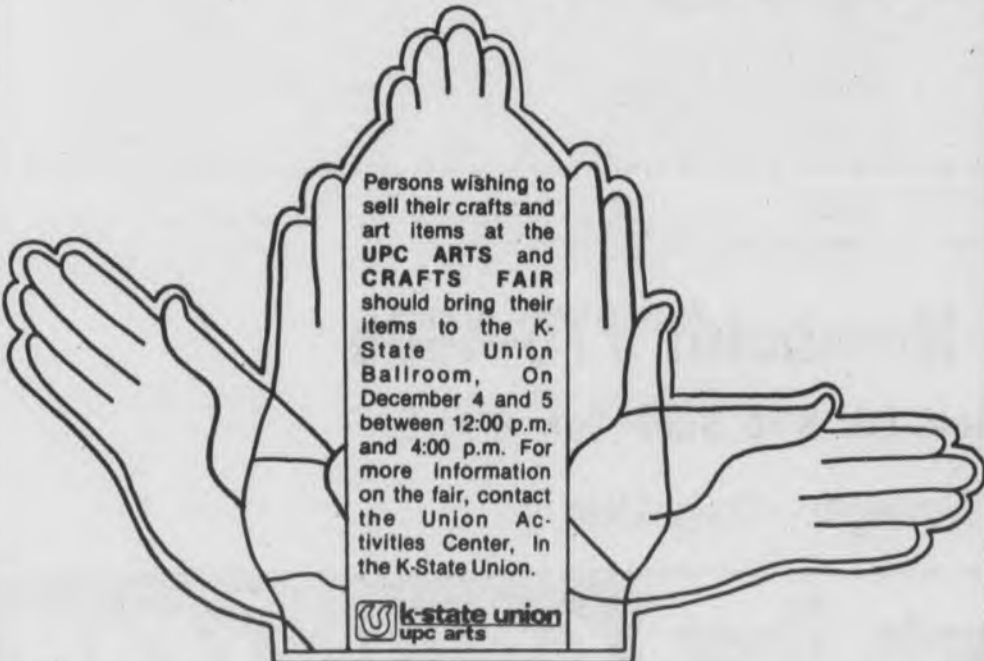 Persons wishing to
sell their crafts and
art items at the
UPC ARTS and
CRAFTS FAIR
should bring their
items to the K-
State Union
Ballroom, On
December 4 and 5
between 12:00 p.m.
and 4:00 p.m. For
more information
on the fair, contact
the Union Ac-
tivities Center, in
the K-State Union.
k-state union
upc arts